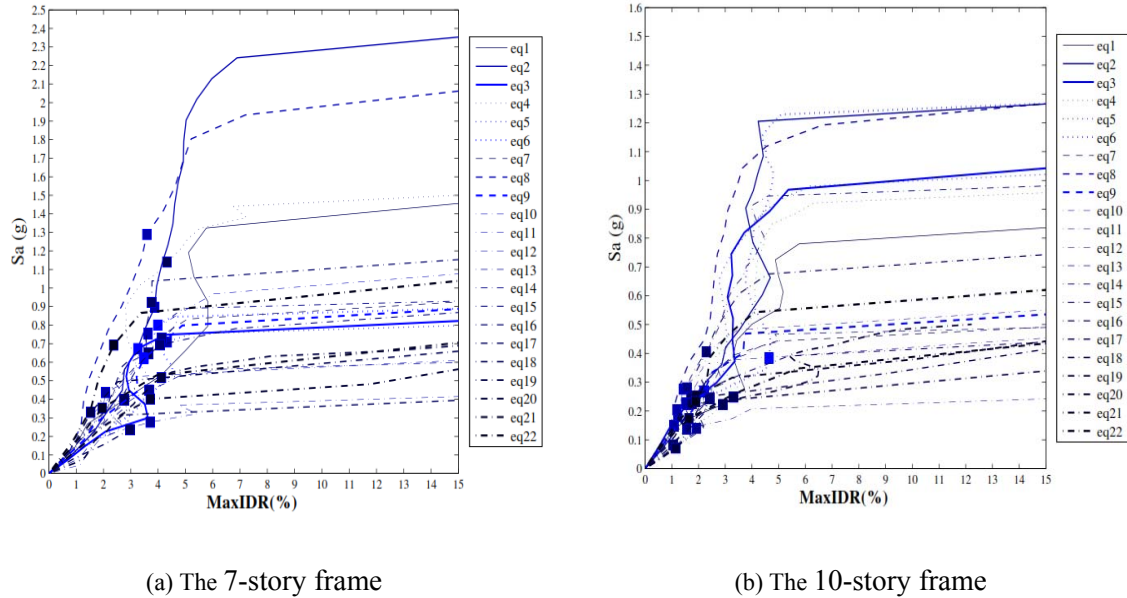 2.5
2.4
2.3
2.2
2.1
2
1.9
1.8
1.7
1.6
1.5
1.4
1.3
1.2
1.1
1
0.9
0.8
0.7
0.6
0.5
0.4
0.3
0.2
0.1
0
Sa (g)
0 1 2 3 4 5 6 7 8 9 10 11 12 13 14 15
MaxIDR(%)
eq1
eq2
eq3
eq4
eq5
eq6
eq7
eq8
eq9
eq10
eq11
eq12
eq13
eq14
eq15
eq16
eq17
eq18
eq19
eq20
eq21
eq22
(a) The 7-story frame
1.6
1.5
1.4
1.3
1.2
1.1
1
0.9
0.8
0.7
0.6
0.5
0.4
0.3
0.2
0.1
0
Sa (g)
0 1 2 3 4 5 6 7 8 9 10 11 12 13 14 15
MaxIDR(%)
eq1
eq2
eq3
eq4
eq5
eq6
eq7
eq8
eq9
eq10
eq11
eq12
eq13
eq14
eq15
eq16
eq17
eq18
eq19
eq20
eq21
eq22
(b) The 10-story frame